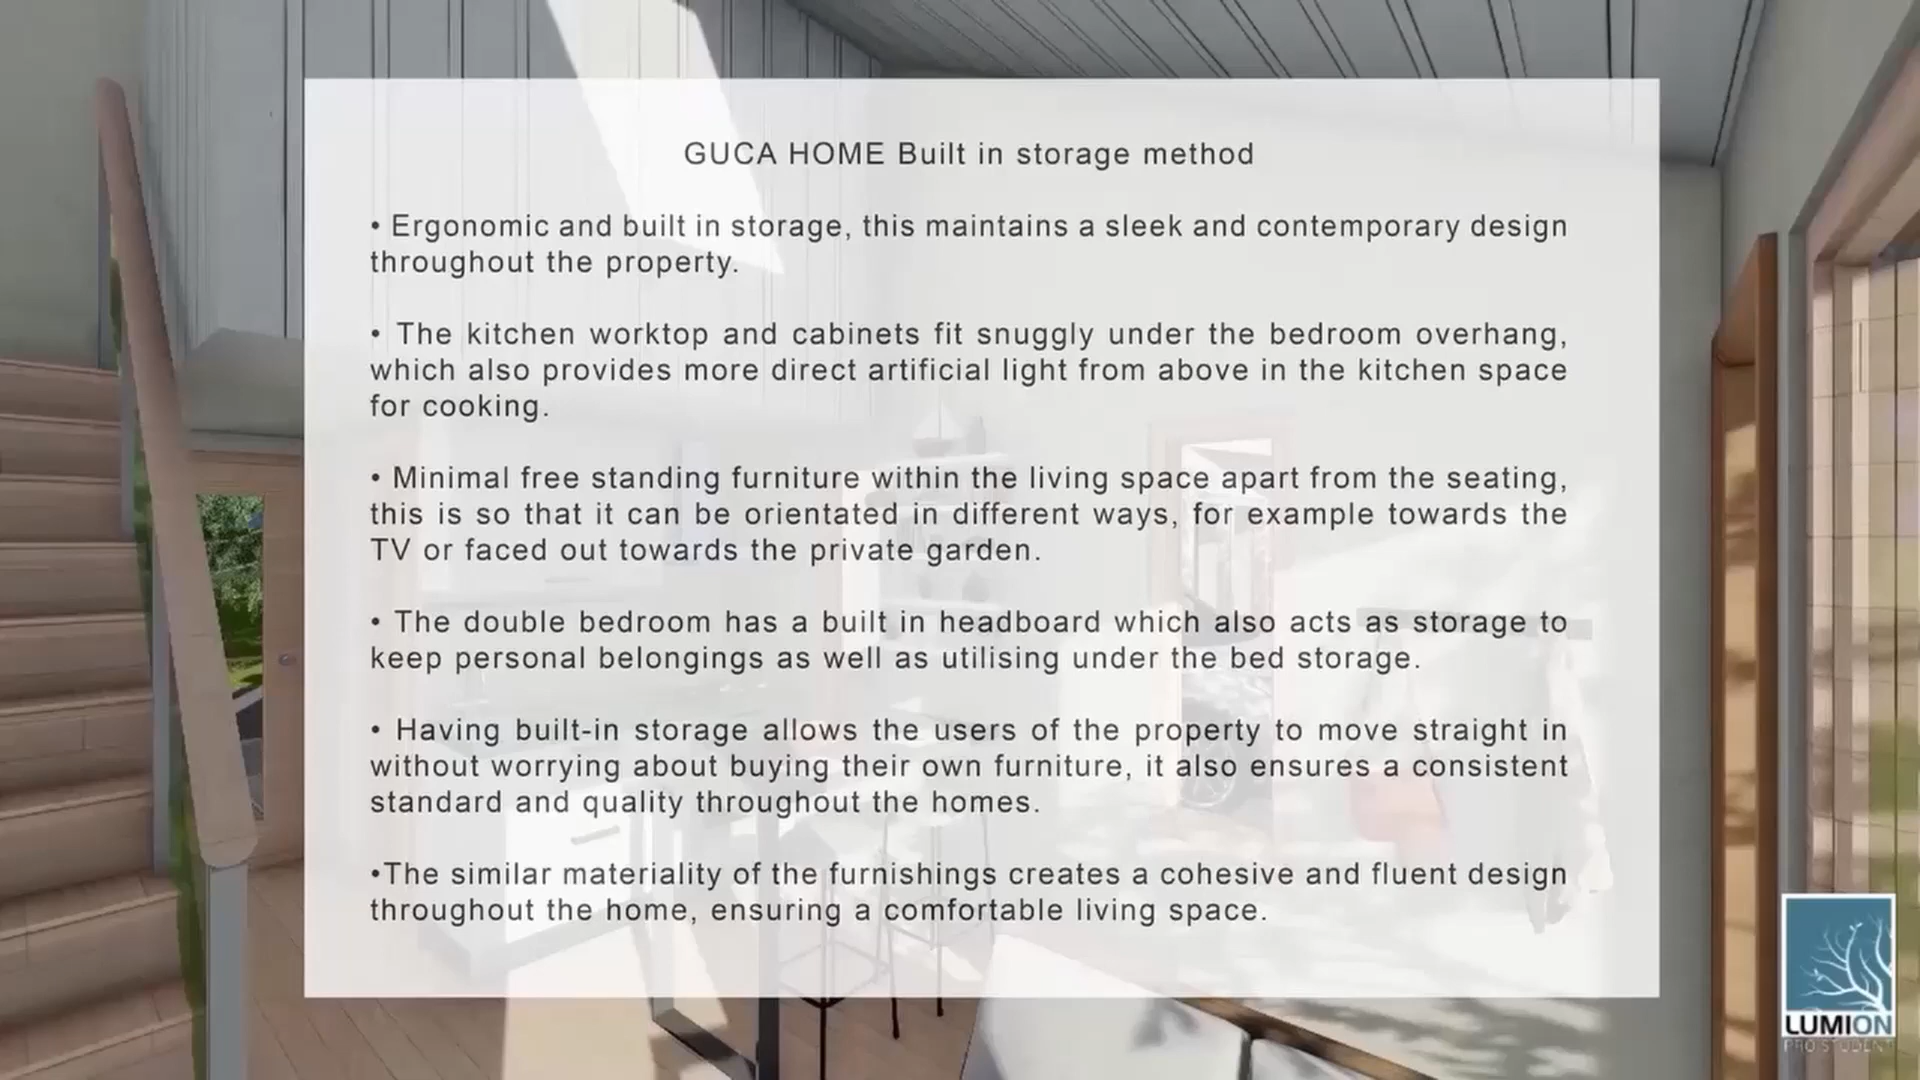 GUCA HOME Built in storage method
• Ergonomic and built in storage, this maintains a sleek and contemporary design
throughout the property.
• The kitchen worktop and cabinets fit snuggly under the bedroom overhang,
which also provides more direct artificial light from above in the kitchen space
for cooking.
• Minimal free standing furniture within the living space apart from the seating,
this is so that it can be orientated in different ways, for example towards the
TV or faced out towards the private garden.
• The double bedroom has a built in headboard which also acts as storage to
keep personal belongings as well as utilising under the bed storage.
• Having built-in storage allows the users of the property to move straight in
without worrying about buying their own furniture, it also ensures a consistent
standard and quality throughout the homes.
•The similar materiality of the furnishings creates a cohesive and fluent design
throughout the home, ensuring a comfortable living space.
LUMION
PRO STUDENT